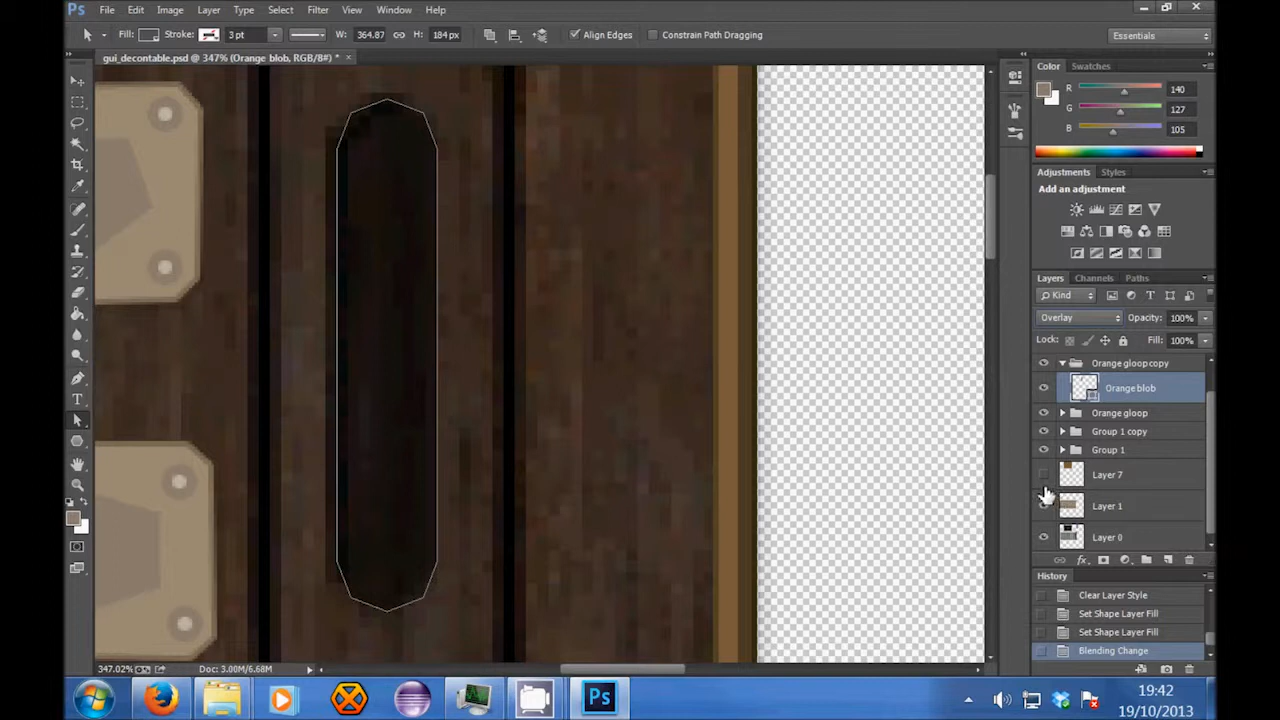 Ps File Edit Image Layer Type Select Filter View Window Help
Fill: Stroke: 3 pt W: 364.87 H: 184 px Align Edges Constrain Path Dragging Essentials
gui_decontable.psd @ 347% (Orange blob, RGB/8#) * ×
Color Swatches
R 140
G 127
B 105
Adjustments Styles
Add an adjustment
Layers Channels Paths
Kind
Overlay Opacity: 100%
Lock: Fill: 100%
Orange gloop copy
Orange blob
Orange gloop
Group 1 copy
Group 1
Layer 7
Layer 1
Layer 0
History
Clear Layer Style
Set Shape Layer Fill
Set Shape Layer Fill
Blending Change
347.02% Doc: 3.00M/6.68M
Ps
19:42
19/10/2013